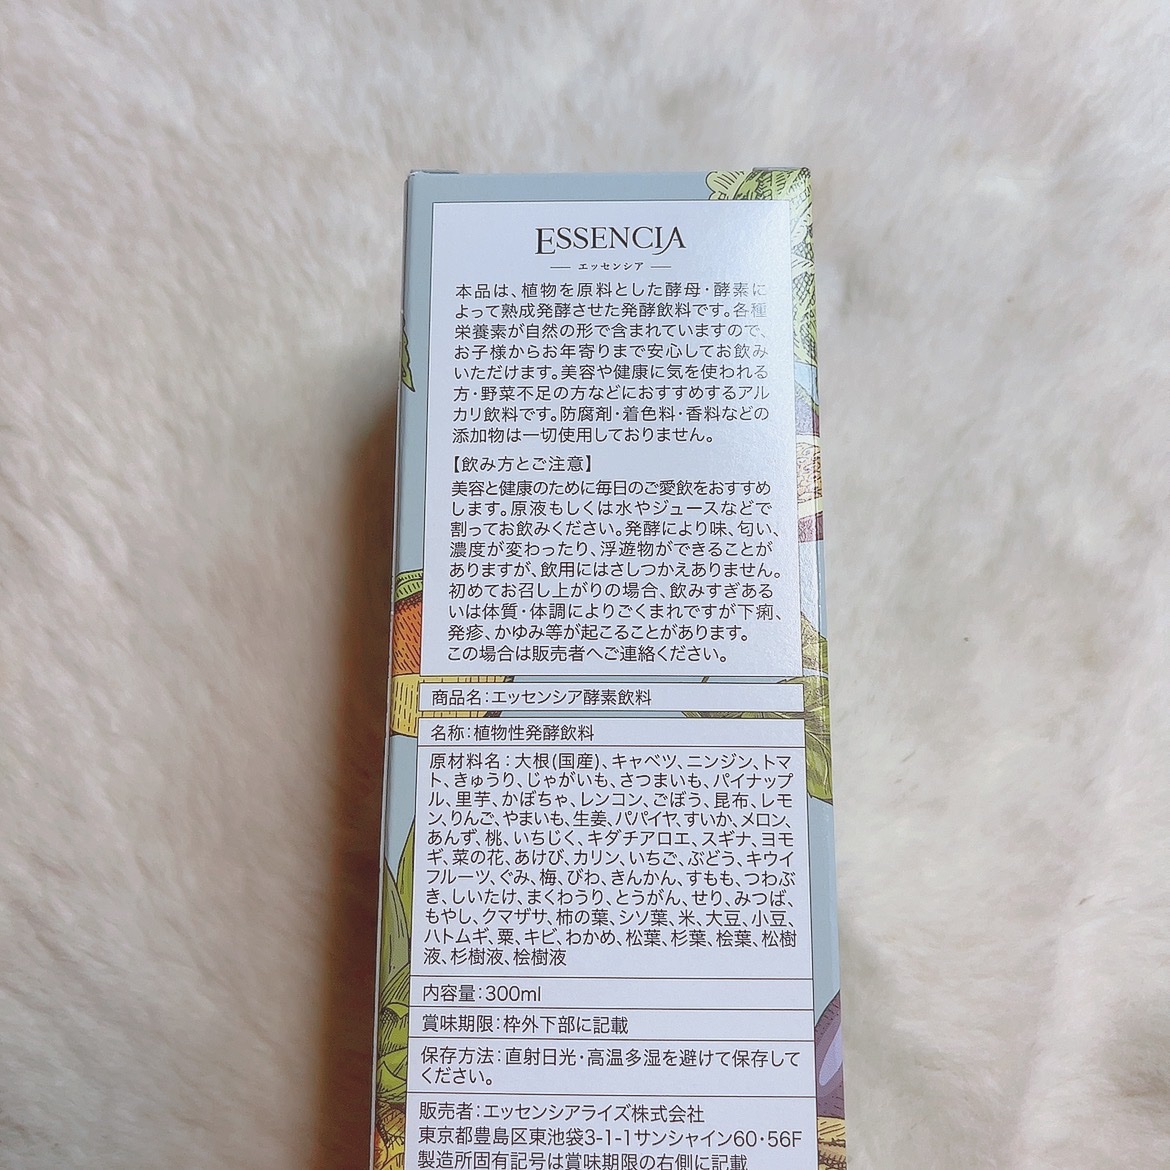 ESSENCIA
エッセンシア
本品は、植物を原料とした酵母・酵素に
よって熟成発酵させた発酵飲料です。各種
栄養素が自然の形で含まれていますので、
お子様からお年寄りまで安心してお飲み
いただけます。美容や健康に気を使われる
方・野菜不足の方などにおすすめするアル
カリ飲料です。防腐剤・着色料・香料などの
添加物は一切使用しておりません。
【飲み方とご注意】
美容と健康のために毎日のご愛飲をおすすめ
します。原液もしくは水やジュースなどで
割ってお飲みください。発酵により味、匂い、
濃度が変わったり、浮遊物ができることが
ありますが、飲用にはさしつかえありません。
初めてお召し上がりの場合、飲みすぎある
いは体質・体調によりごくまれですが下痢、
発疹、かゆみ等が起こることがあります。
この場合は販売者へご連絡ください。
商品名：エッセンシア酵素飲料
名称：植物性発酵飲料
原材料名：大根(国産)、キャベツ、ニンジン、トマ
ト、きゅうり、じゃがいも、さつまいも、パイナップ
ル、里芋、かぼちゃ、レンコン、ごぼう、昆布、レモ
ン、りんご、やまいも、生姜、パパイヤ、すいか、メロン、
あんず、桃、いちじく、キダチアロエ、スギナ、ヨモ
ギ、菜の花、あけび、カリン、いちご、ぶどう、キウイ
フルーツ、ぐみ、梅、びわ、きんかん、すもも、つわぶ
き、しいたけ、まくわうり、とうがん、せり、みつば、
もやし、クマザサ、柿の葉、シソ葉、米、大豆、小豆、
ハトムギ、粟、キビ、わかめ、松葉、杉葉、桧葉、松樹
液、杉樹液、桧樹液
内容量：300ml
賞味期限：枠外下部に記載
保存方法：直射日光・高温多湿を避けて保存して
ください。
販売者：エッセンシアライズ株式会社
東京都豊島区東池袋3-1-1サンシャイン60・56F
製造所固有記号は賞味期限の右側に記載